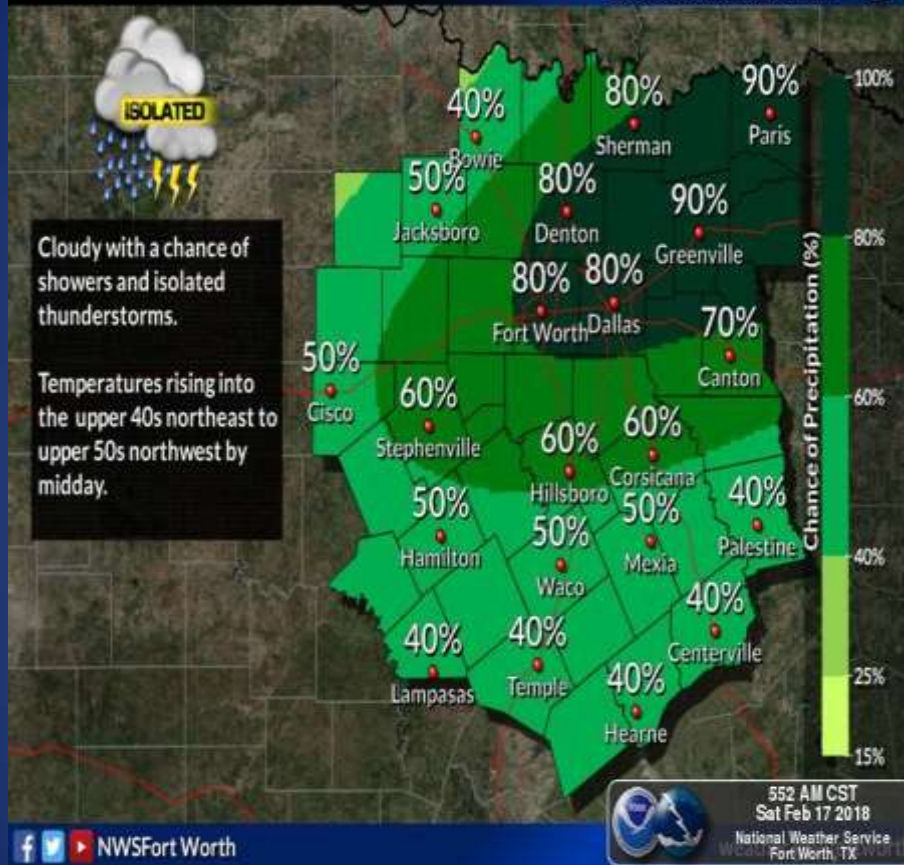 ISOLATED
Cloudy with a chance of
showers and isolated
thunderstorms.
Temperatures rising into
the upper 40s northeast to
upper 50s northwest by
midday.
40%
Bowie
80%
Sherman
90%
Paris
50%
Jacksboro
80%
Denton
90%
Greenville
80%
Fort Worth
80%
Dallas
70%
Canton
50%
Cisco
60%
Stephenville
60%
Hillsboro
60%
Corsicana
50%
Hamilton
50%
Waco
50%
Mexia
40%
Palestine
40%
Lampasas
40%
Temple
40%
Centerville
40%
Hearne
Chance of Precipitation (%)
100%
80%
60%
40%
25%
15%
552 AM CST
Sat Feb 17 2018
National Weather Service
Fort Worth, TX
NWSFort Worth